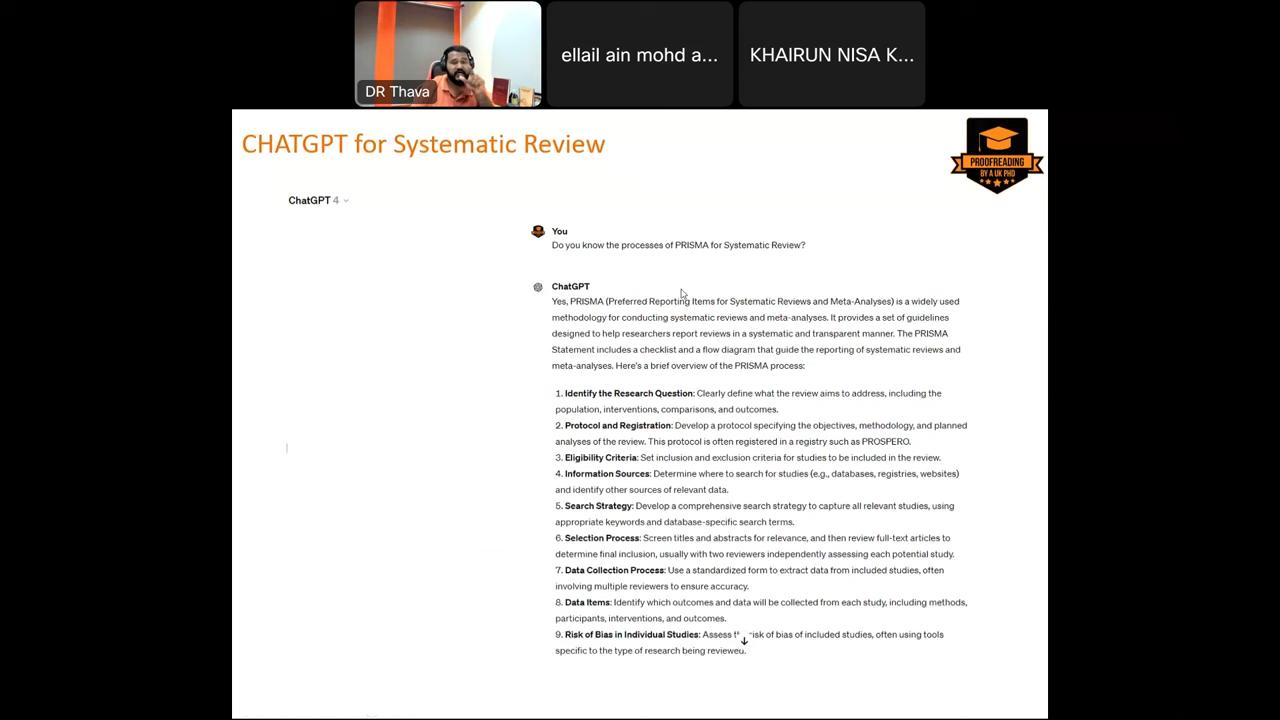 DR Thava
ellail ain mohd a...
KHAIRUN NISA K...
CHATGPT for Systematic Review
PROOFREADING
BY A UK PHD
ChatGPT 4
You
Do you know the processes of PRISMA for Systematic Review?
ChatGPT
Yes, PRISMA (Preferred Reporting Items for Systematic Reviews and Meta-Analyses) is a widely used
methodology for conducting systematic reviews and meta-analyses. It provides a set of guidelines
designed to help researchers report reviews in a systematic and transparent manner. The PRISMA
Statement includes a checklist and a flow diagram that guide the reporting of systematic reviews and
meta-analyses. Here's a brief overview of the PRISMA process:
1. Identify the Research Question: Clearly define what the review aims to address, including the
population, interventions, comparisons, and outcomes.
2. Protocol and Registration: Develop a protocol specifying the objectives, methodology, and planned
analyses of the review. This protocol is often registered in a registry such as PROSPERO.
3. Eligibility Criteria: Set inclusion and exclusion criteria for studies to be included in the review.
4. Information Sources: Determine where to search for studies (e.g., databases, registries, websites)
and identify other sources of relevant data.
5. Search Strategy: Develop a comprehensive search strategy to capture all relevant studies, using
appropriate keywords and database-specific search terms.
6. Selection Process: Screen titles and abstracts for relevance, and then review full-text articles to
determine final inclusion, usually with two reviewers independently assessing each potential study.
7. Data Collection Process: Use a standardized form to extract data from included studies, often
involving multiple reviewers to ensure accuracy.
8. Data Items: Identify which outcomes and data will be collected from each study, including methods,
participants, interventions, and outcomes.
9. Risk of Bias in Individual Studies: Assess the risk of bias of included studies, often using tools
specific to the type of research being reviewed.